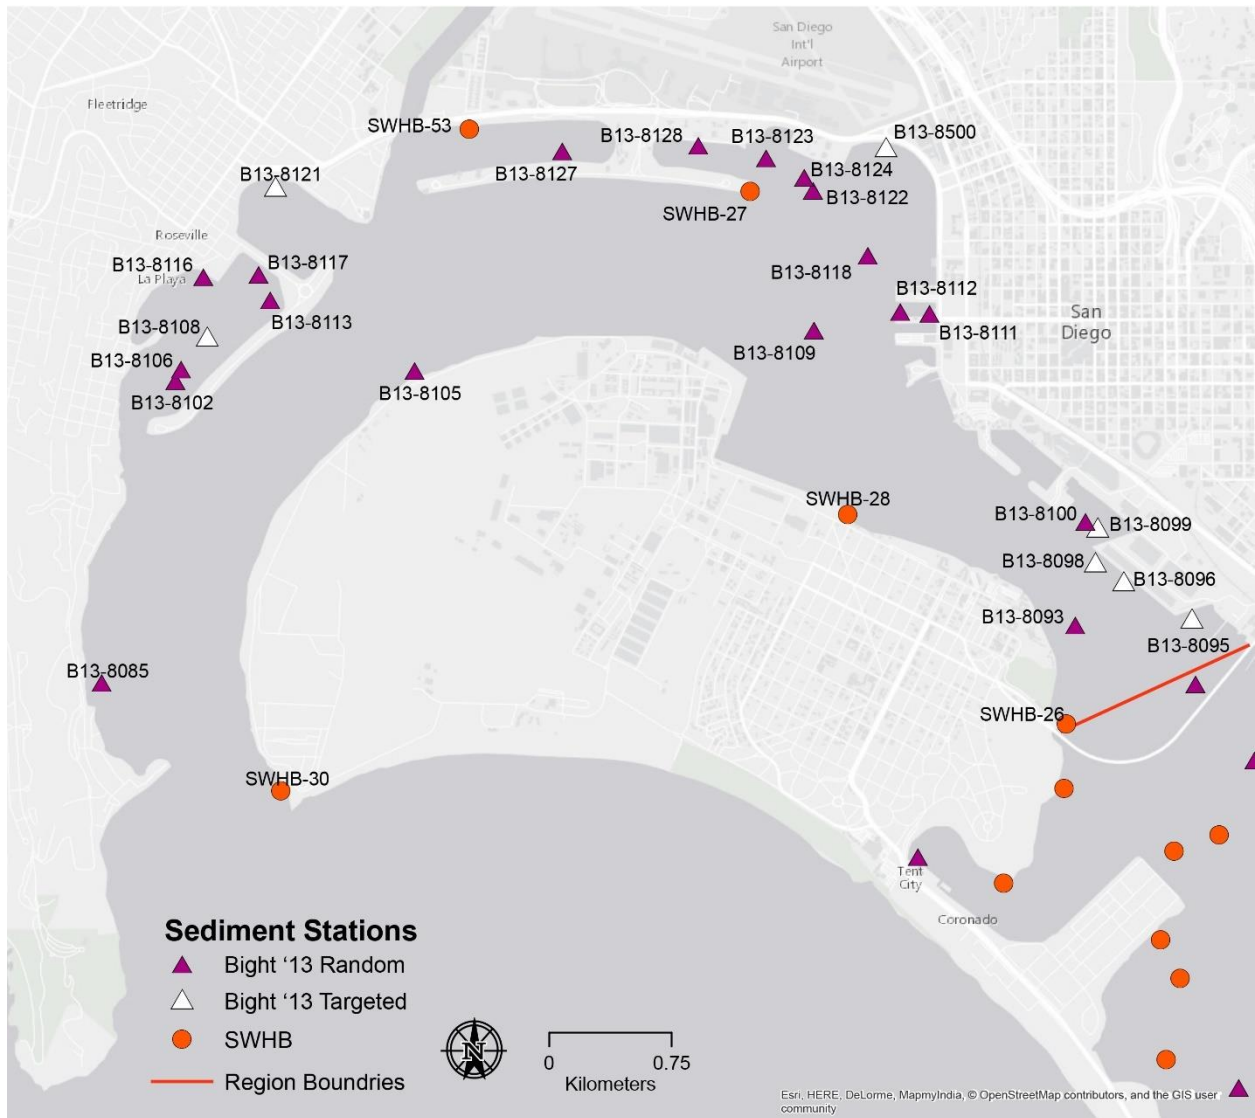 San Diego
Int'l
Airport
Fleetridge
SWHB-53
B13-8128
B13-8123
B13-8500
B13-8127
B13-8124
B13-8121
B13-8122
SWHB-27
Roseville
B13-8116
B13-8117
La Playa
B13-8118
B13-8112
B13-8113
B13-8108
San
Diego
B13-8111
B13-8109
B13-8106
B13-8105
B13-8102
SWHB-28
B13-8100
B13-8099
B13-8098
B13-8096
B13-8093
B13-8095
B13-8085
SWHB-26
SWHB-30
Tent
City
Coronado
Sediment Stations
Bight ‘13 Random
Bight ‘13 Targeted
SWHB
Region Boundries
N
0
0.75
Kilometers
Esri, HERE, DeLorme, MapmyIndia, © OpenStreetMap contributors, and the GIS user
community